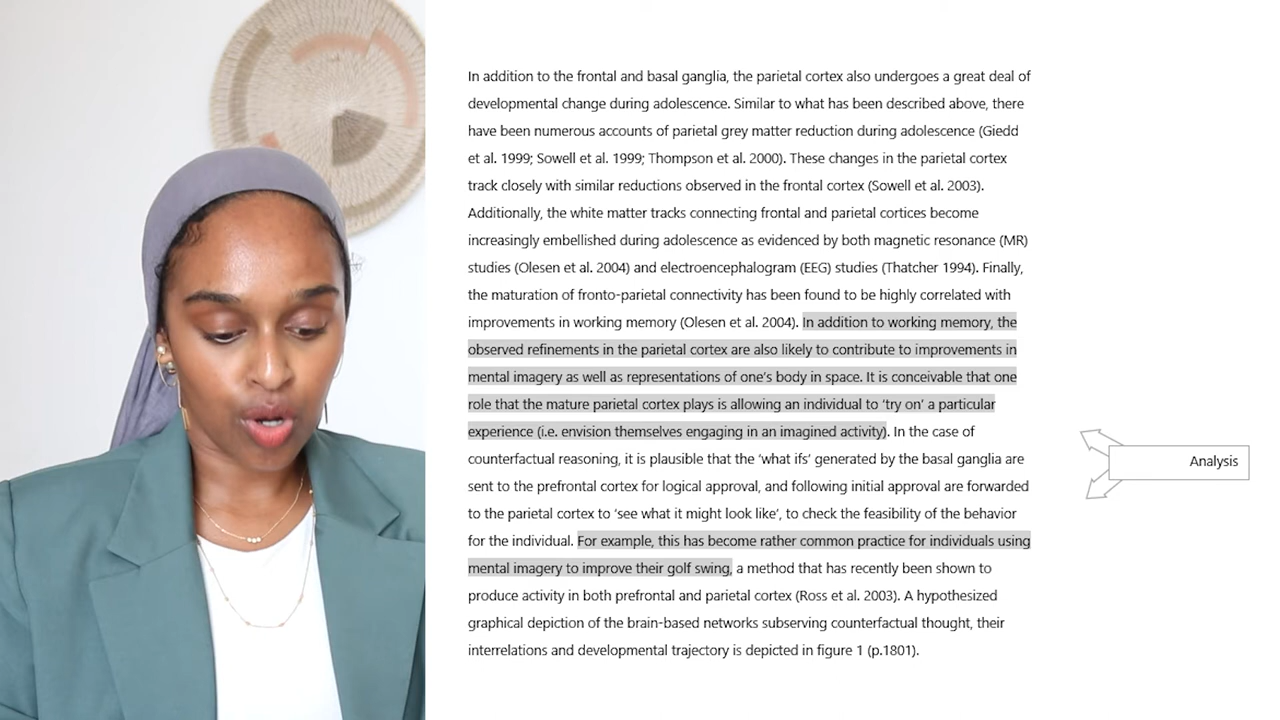 In addition to the frontal and basal ganglia, the parietal cortex also undergoes a great deal of
developmental change during adolescence. Similar to what has been described above, there
have been numerous accounts of parietal grey matter reduction during adolescence (Giedd
et al. 1999; Sowell et al. 1999; Thompson et al. 2000). These changes in the parietal cortex
track closely with similar reductions observed in the frontal cortex (Sowell et al. 2003).
Additionally, the white matter tracks connecting frontal and parietal cortices become
increasingly embellished during adolescence as evidenced by both magnetic resonance (MR)
studies (Olesen et al. 2004) and electroencephalogram (EEG) studies (Thatcher 1994). Finally,
the maturation of fronto-parietal connectivity has been found to be highly correlated with
improvements in working memory (Olesen et al. 2004). In addition to working memory, the
observed refinements in the parietal cortex are also likely to contribute to improvements in
mental imagery as well as representations of one's body in space. It is conceivable that one
role that the mature parietal cortex plays is allowing an individual to 'try on' a particular
experience (i.e. envision themselves engaging in an imagined activity). In the case of
counterfactual reasoning, it is plausible that the 'what ifs' generated by the basal ganglia are
sent to the prefrontal cortex for logical approval, and following initial approval are forwarded
to the parietal cortex to 'see what it might look like', to check the feasibility of the behavior
for the individual. For example, this has become rather common practice for individuals using
mental imagery to improve their golf swing, a method that has recently been shown to
produce activity in both prefrontal and parietal cortex (Ross et al. 2003). A hypothesized
graphical depiction of the brain-based networks subserving counterfactual thought, their
interrelations and developmental trajectory is depicted in figure 1 (p.1801).
Analysis